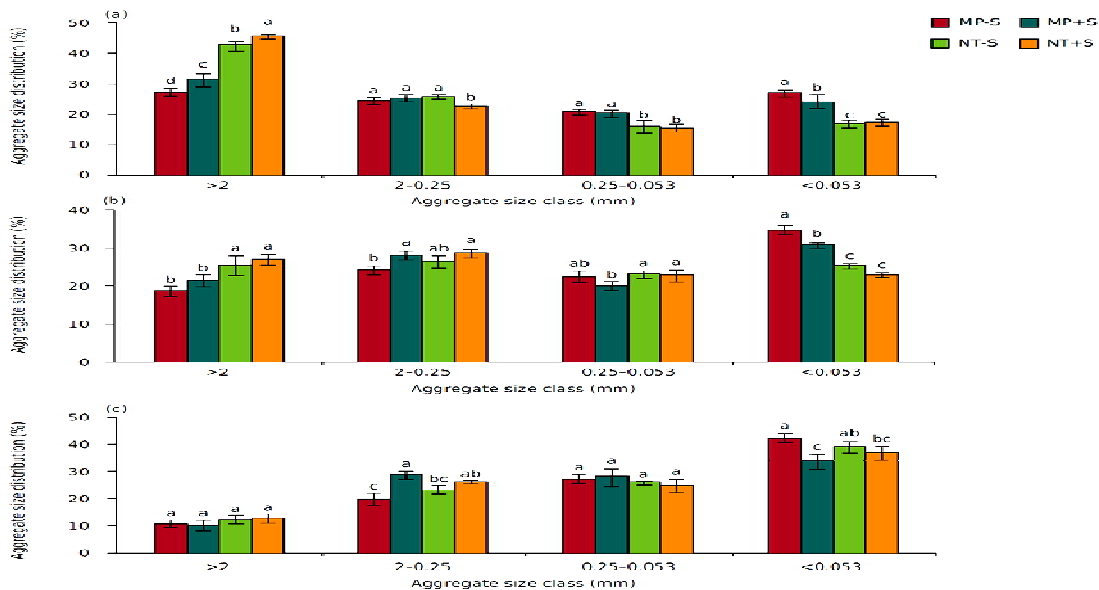 (a)
MP-S MP+S
NT-S NT+S
Aggregate size distribution (%)
50
40
30
20
10
0
d c b a
a a a b
a a b b
a b c c
>2 2-0.25 0.25-0.053 <0.053
Aggregate size class (mm)
(b)
Aggregate size distribution (%)
40
30
20
10
0
b b a a
b a ab a
ab b a a
a b c c
>2 2-0.25 0.25-0.053 <0.053
Aggregate size class (mm)
(c)
Aggregate size distribution (%)
50
40
30
20
10
0
a a a a
c a bc ab
a a a a
a c ab bc
>2 2-0.25 0.25-0.053 <0.053
Aggregate size class (mm)